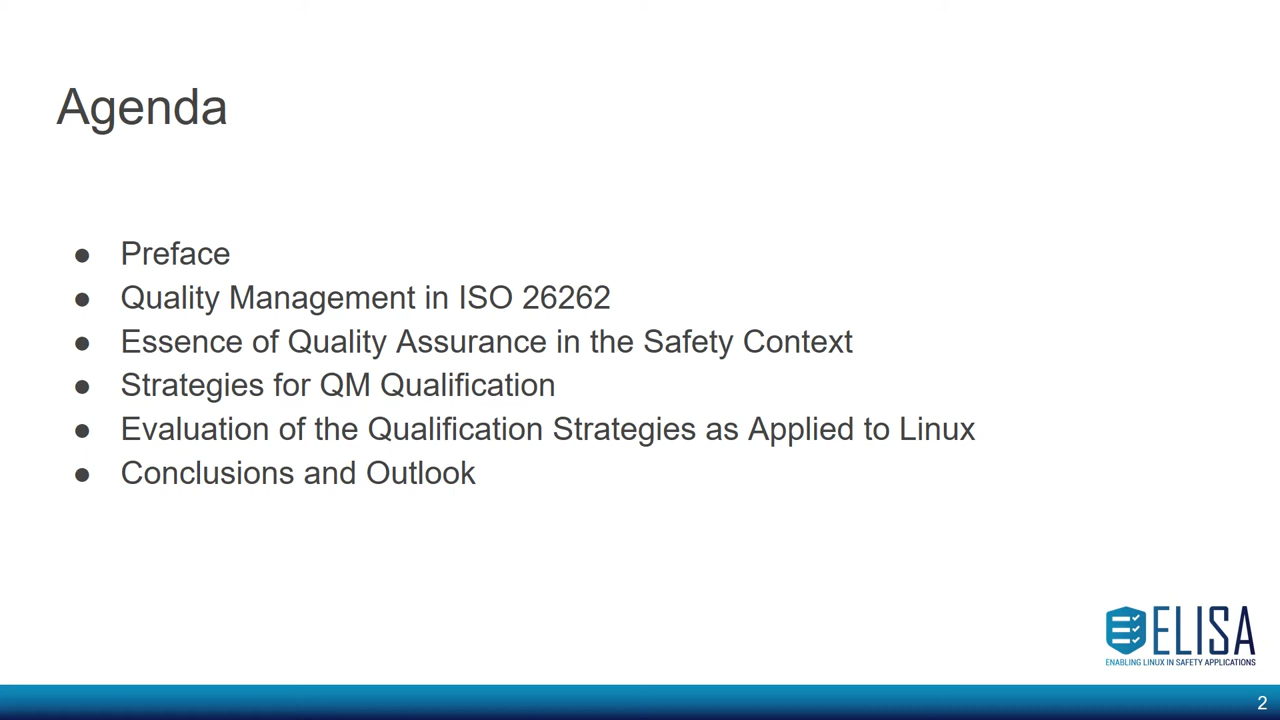 Agenda
● Preface
● Quality Management in ISO 26262
● Essence of Quality Assurance in the Safety Context
● Strategies for QM Qualification
● Evaluation of the Qualification Strategies as Applied to Linux
● Conclusions and Outlook
ELISA
ENABLING LINUX IN SAFETY APPLICATIONS
2